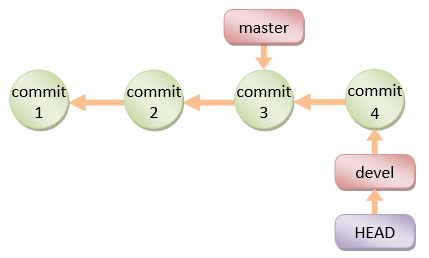 master
commit
1
commit
2
commit
3
commit
4
devel
HEAD